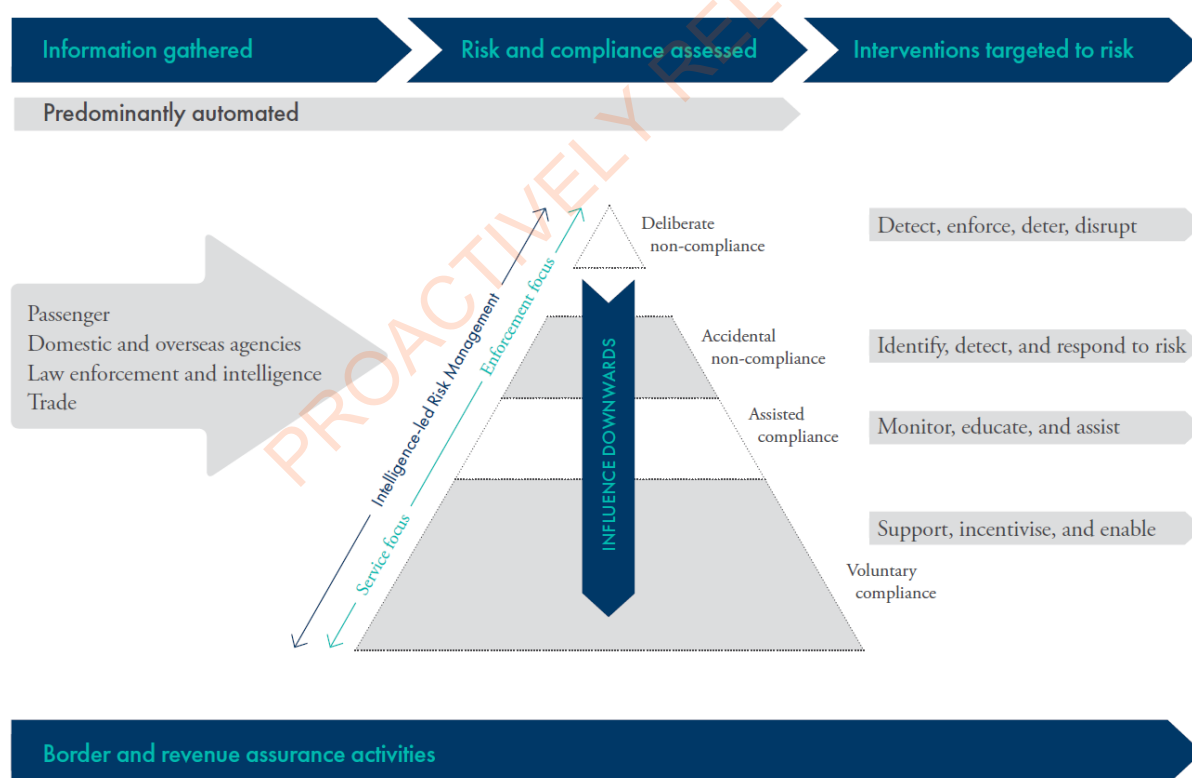 Information gathered
Risk and compliance assessed
Interventions targeted to risk
Predominantly automated
PROACTIVELY REL
Passenger
Domestic and overseas agencies
Law enforcement and intelligence
Trade
Intelligence-led Risk Management
Enforcement focus
Service focus
INFLUENCE DOWNWARDS
Deliberate
non-compliance
Accidental
non-compliance
Assisted
compliance
Voluntary
compliance
Detect, enforce, deter, disrupt
Identify, detect, and respond to risk
Monitor, educate, and assist
Support, incentivise, and enable
Border and revenue assurance activities